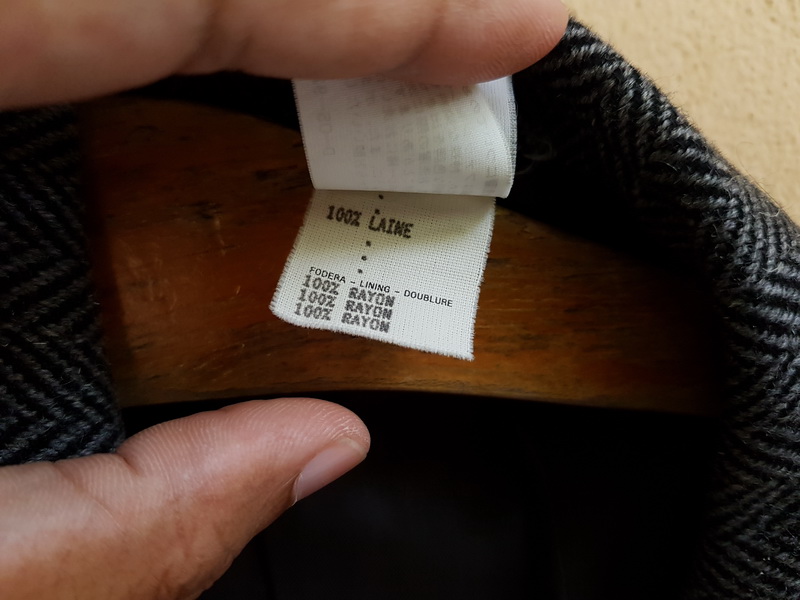 100% LAINE
FODERA - LINING - DOUBLURE
100% RAYON
100% RAYON
100% RAYON